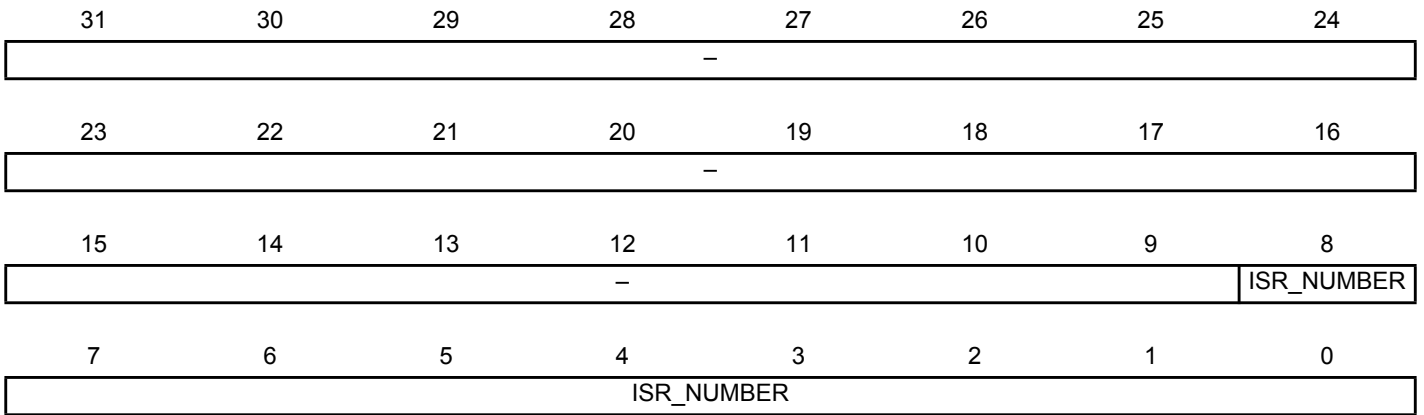 31 30 29 28 27 26 25 24
–
23 22 21 20 19 18 17 16
–
15 14 13 12 11 10 9 8
– ISR_NUMBER
7 6 5 4 3 2 1 0
ISR_NUMBER